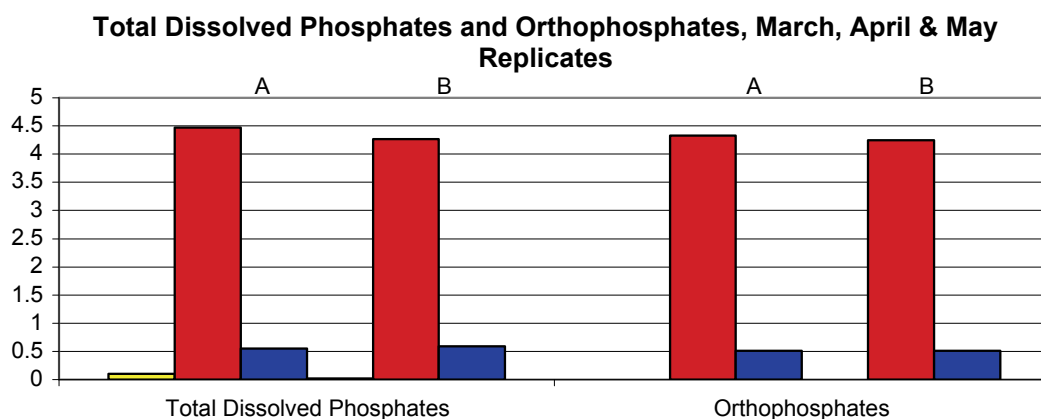 Total Dissolved Phosphates and Orthophosphates, March, April & May
Replicates
A B A B
5
4.5
4
3.5
3
2.5
2
1.5
1
0.5
0
Total Dissolved Phosphates Orthophosphates